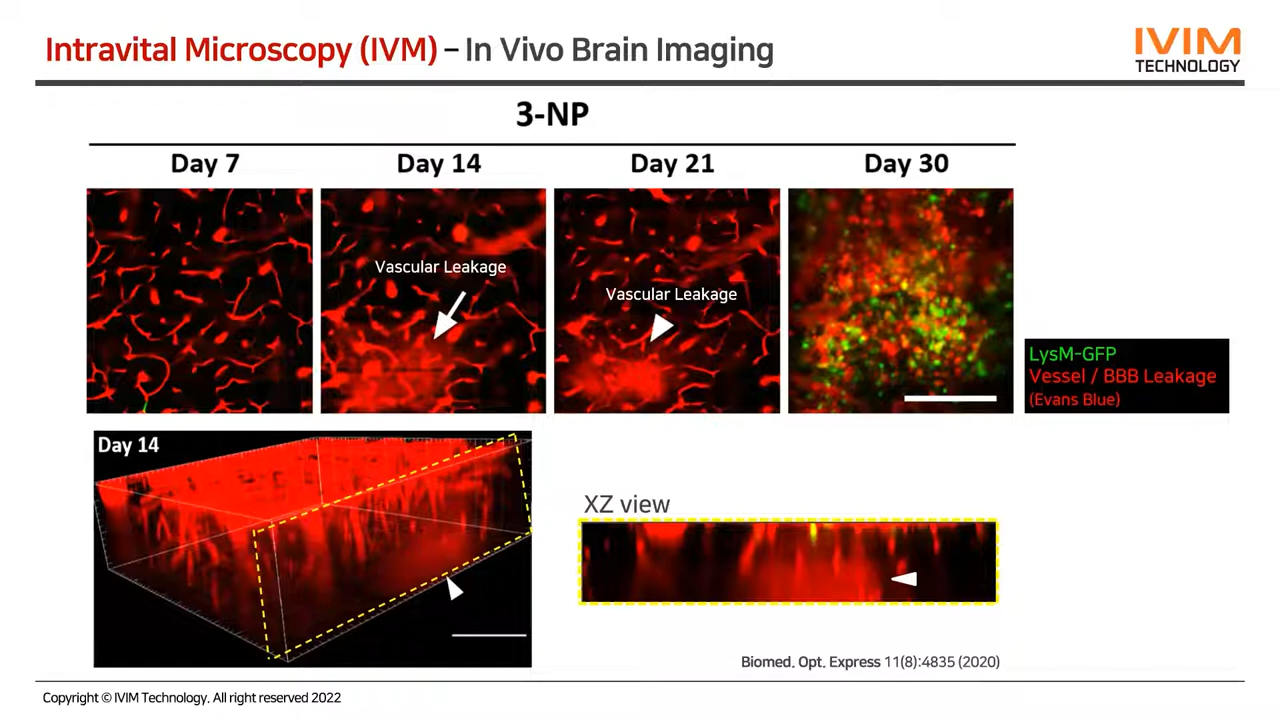 Intravital Microscopy (IVM) – In Vivo Brain Imaging
IVIM
TECHNOLOGY
3-NP
Day 7
Day 14
Day 21
Day 30
Vascular Leakage
Vascular Leakage
LysM-GFP
Vessel / BBB Leakage
(Evans Blue)
Day 14
XZ view
Biomed. Opt. Express 11(8):4835 (2020)
Copyright © IVIM Technology. All right reserved 2022